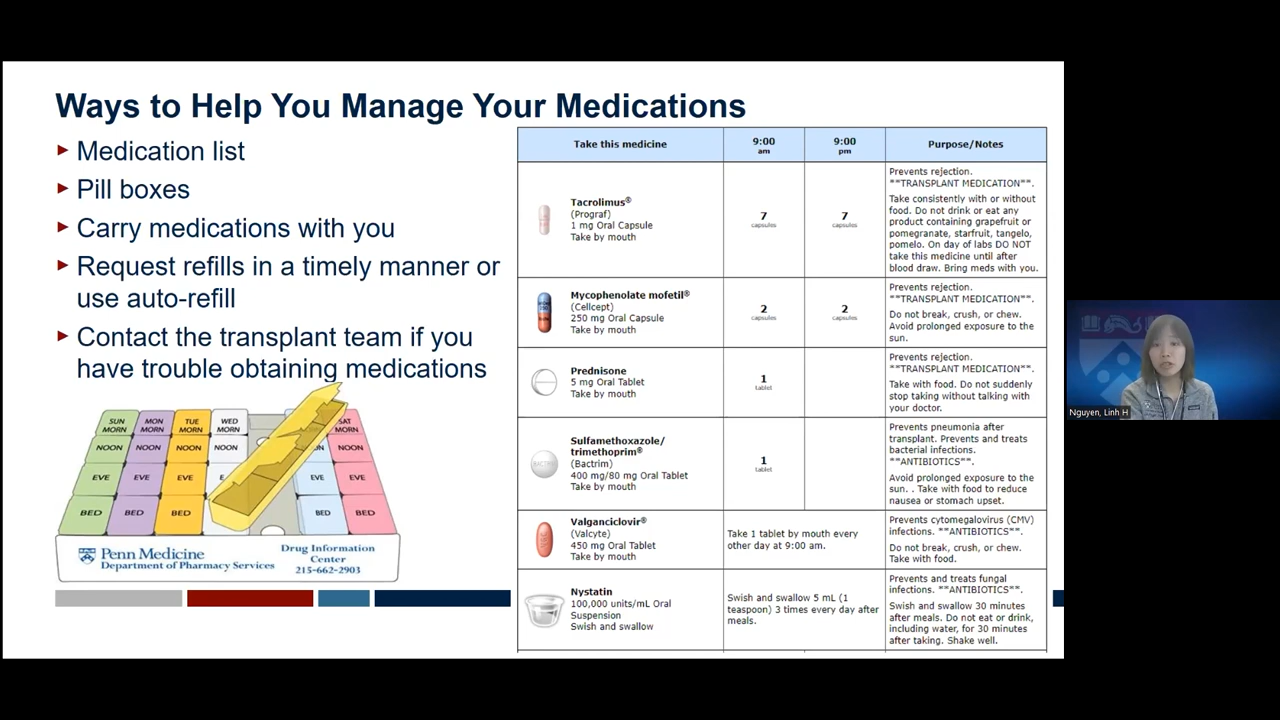 Ways to Help You Manage Your Medications
Medication list
Pill boxes
Carry medications with you
Request refills in a timely manner or
use auto-refill
Contact the transplant team if you
have trouble obtaining medications
SUN MORN
MON MORN
TUE MORN
WED MORN
SAT MORN
NOON
NOON
NOON
NOON
NOON
EVE
EVE
EVE
EVE
EVE
BED
BED
BED
BED
BED
Penn Medicine
Department of Pharmacy Services
Drug Information
Center
215-662-2903
Take this medicine
9:00
am
9:00
pm
Purpose/Notes
Tacrolimus®
(Prograf)
1 mg Oral Capsule
Take by mouth
7
capsules
7
capsules
Prevents rejection.
**TRANSPLANT MEDICATION**.
Take consistently with or without
food. Do not drink or eat any
product containing grapefruit or
pomegranate, starfruit, tangelo,
pomelo. On day of labs DO NOT
take this medicine until after
blood draw. Bring meds with you.
Mycophenolate mofetil®
(Cellcept)
250 mg Oral Capsule
Take by mouth
2
capsules
2
capsules
Prevents rejection.
**TRANSPLANT MEDICATION**.
Do not break, crush, or chew.
Avoid prolonged exposure to the
sun.
Prednisone
5 mg Oral Tablet
Take by mouth
1
tablet
Prevents rejection.
**TRANSPLANT MEDICATION**.
Take with food. Do not suddenly
stop taking without talking with
your doctor.
Sulfamethoxazole/
trimethoprim®
(Bactrim)
400 mg/80 mg Oral Tablet
Take by mouth
1
tablet
Prevents pneumonia after
transplant. Prevents and treats
bacterial infections.
**ANTIBIOTICS**.
Avoid prolonged exposure to the
sun. . Take with food to reduce
nausea or stomach upset.
Valganciclovir®
(Valcyte)
450 mg Oral Tablet
Take by mouth
Take 1 tablet by mouth every
other day at 9:00 am.
Prevents cytomegalovirus (CMV)
infections. **ANTIBIOTICS**.
Do not break, crush, or chew.
Take with food.
Nystatin
100,000 units/mL Oral
Suspension
Swish and swallow
Swish and swallow 5 mL (1
teaspoon) 3 times every day after
meals.
Prevents and treats fungal
infections. **ANTIBIOTICS**.
Swish and swallow 30 minutes
after meals. Do not eat or drink,
including water, for 30 minutes
after taking. Shake well.
Nguyen, Linh H